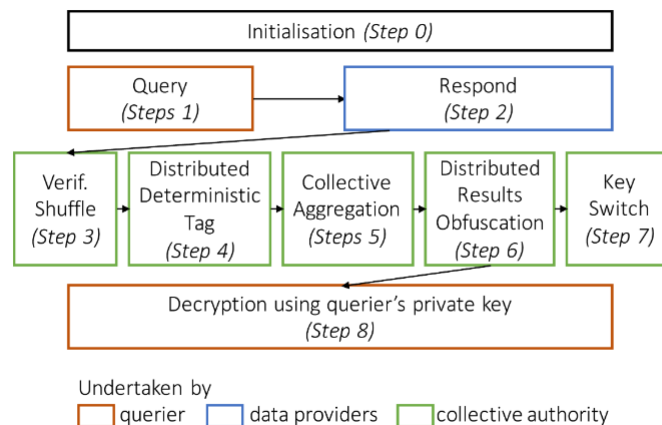 Initialisation (Step 0)
Query
(Steps 1)
Respond
(Step 2)
Verif.
Shuffle
(Step 3)
Distributed
Deterministic
Tag
(Step 4)
Collective
Aggregation
(Steps 5)
Distributed
Results
Obfuscation
(Step 6)
Key
Switch
(Step 7)
Decryption using querier's private key
(Step 8)
Undertaken by
querier
data providers
collective authority